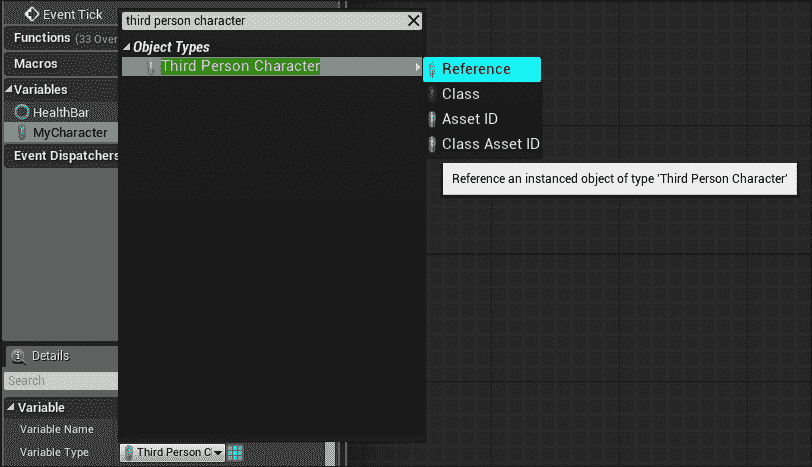 Event Tick
Functions (33 Over
Macros
Variables
HealthBar
MyCharacter
Event Dispatchers
Details
Search
Variable
Variable Name
Variable Type
third person character
Object Types
Third Person Character
Third Person C
Reference
Class
Asset ID
Class Asset ID
Reference an instanced object of type 'Third Person Character'